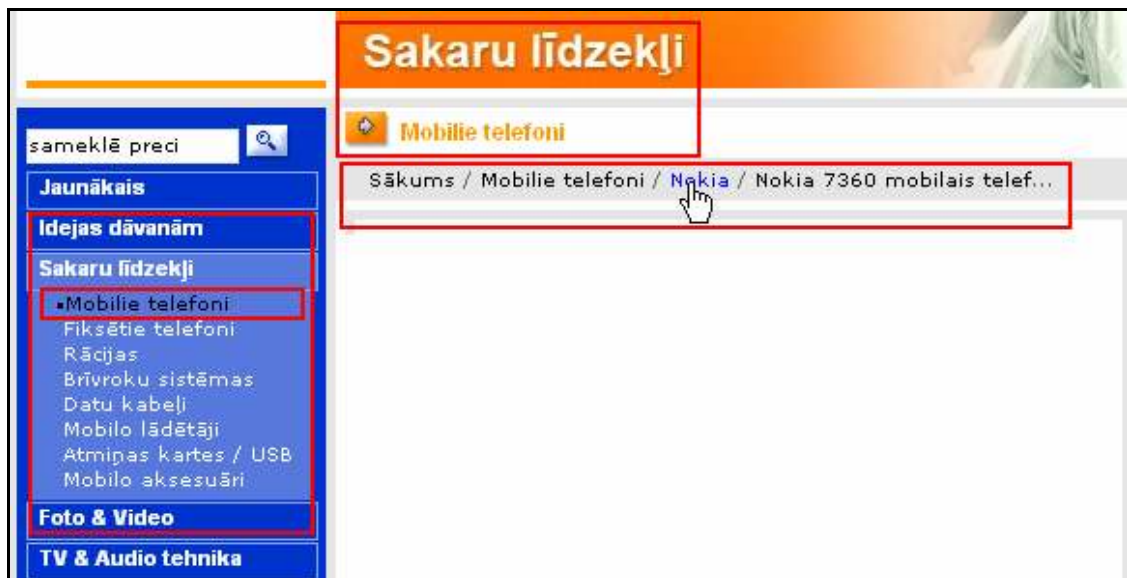 Sakaru līdzekļi
Mobilie telefoni
Sākums / Mobilie telefoni / Nokia / Nokia 7360 mobilais telef...
sameklē preci
Jaunākais
Idejas dāvanām
Sakaru līdzekļi
Mobilie telefoni
Fiksētie telefoni
Rācijas
Brīvroku sistēmas
Datu kabeļi
Mobilo lādētāji
Atmiņas kartes / USB
Mobilo aksesuāri
Foto & Video
TV & Audio tehnika